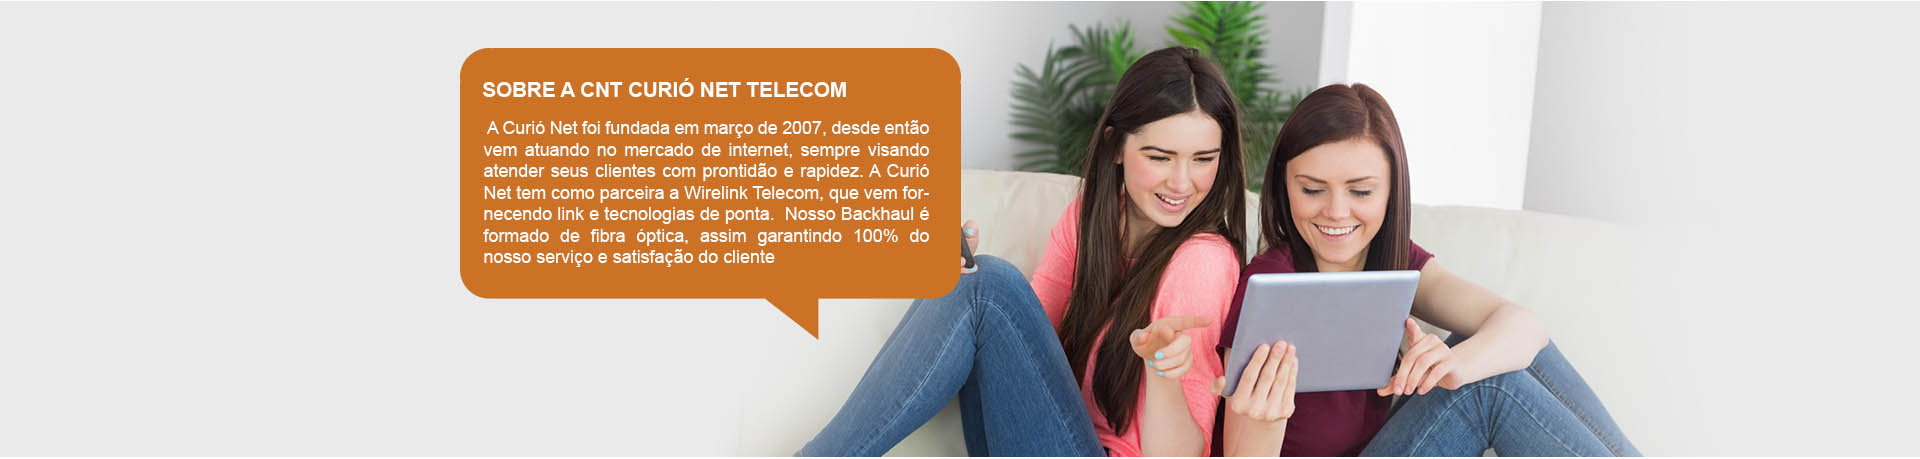 SOBRE A CNT CURIÓ NET TELECOM
A Curió Net foi fundada em março de 2007, desde então
vem atuando no mercado de internet, sempre visando
atender seus clientes com prontidão e rapidez. A Curió
Net tem como parceira a Wirelink Telecom, que vem for-
necendo link e tecnologias de ponta.  Nosso Backhaul é
formado de fibra óptica, assim garantindo 100% do
nosso serviço e satisfação do cliente